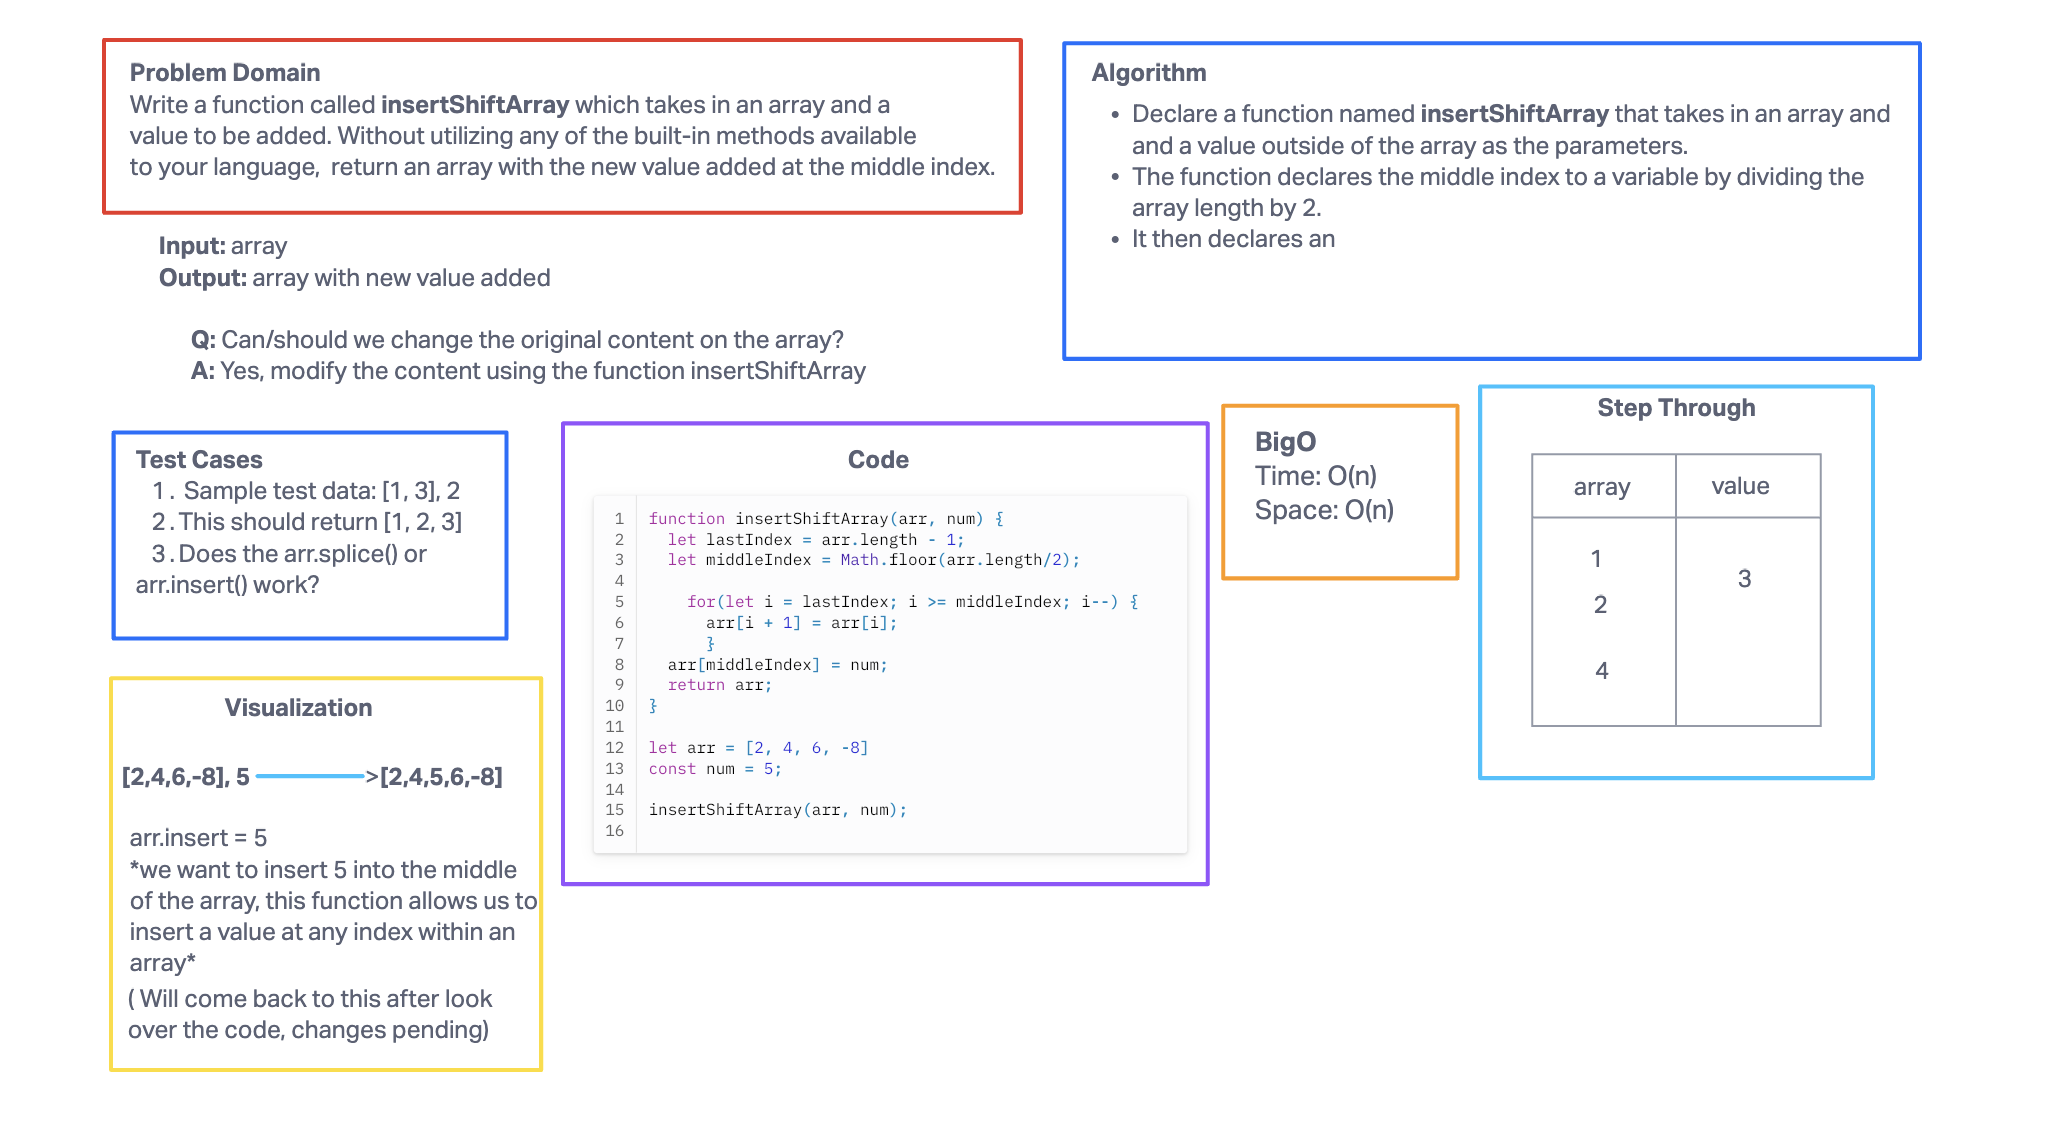 Problem Domain
Write a function called insertShiftArray which takes in an array and a
value to be added. Without utilizing any of the built-in methods available
to your language,  return an array with the new value added at the middle index.
Input: array
Output: array with new value added
Q: Can/should we change the original content on the array?
A: Yes, modify the content using the function insertShiftArray
Algorithm
• Declare a function named insertShiftArray that takes in an array and
and a value outside of the array as the parameters.
• The function declares the middle index to a variable by dividing the
array length by 2.
• It then declares an
Test Cases
1. Sample test data: [1, 3], 2
2. This should return [1, 2, 3]
3. Does the arr.splice() or
arr.insert() work?
Visualization
[2,4,6,-8], 5 >[2,4,5,6,-8]
arr.insert = 5
*we want to insert 5 into the middle
of the array, this function allows us to
insert a value at any index within an
array*
( Will come back to this after look
over the code, changes pending)
Code
1 function insertShiftArray(arr, num) {
2   let lastIndex = arr.length - 1;
3   let middleIndex = Math.floor(arr.length/2);
4
5     for(let i = lastIndex; i >= middleIndex; i--) {
6       arr[i + 1] = arr[i];
7       }
8   arr[middleIndex] = num;
9   return arr;
10 }
11
12 let arr = [2, 4, 6, -8]
13 const num = 5;
14
15 insertShiftArray(arr, num);
16
BigO
Time: O(n)
Space: O(n)
Step Through
array value
1
3
2
4